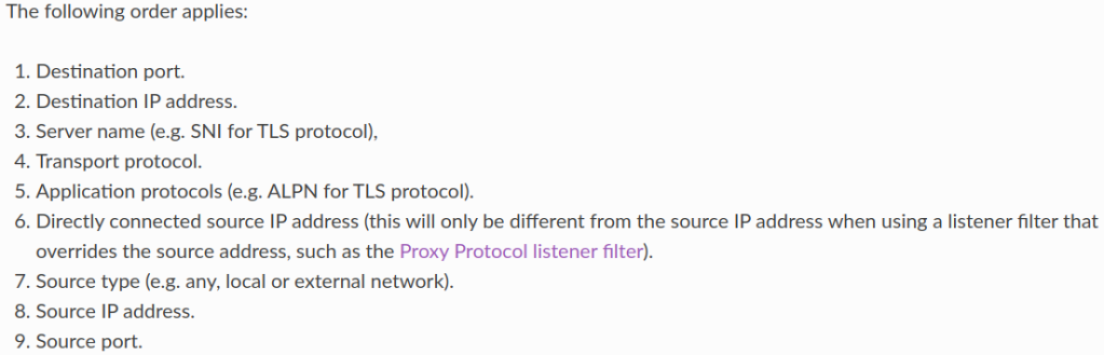 The following order applies:
1. Destination port.
2. Destination IP address.
3. Server name (e.g. SNI for TLS protocol),
4. Transport protocol.
5. Application protocols (e.g. ALPN for TLS protocol).
6. Directly connected source IP address (this will only be different from the source IP address when using a listener filter that
overrides the source address, such as the Proxy Protocol listener filter).
7. Source type (e.g. any, local or external network).
8. Source IP address.
9. Source port.